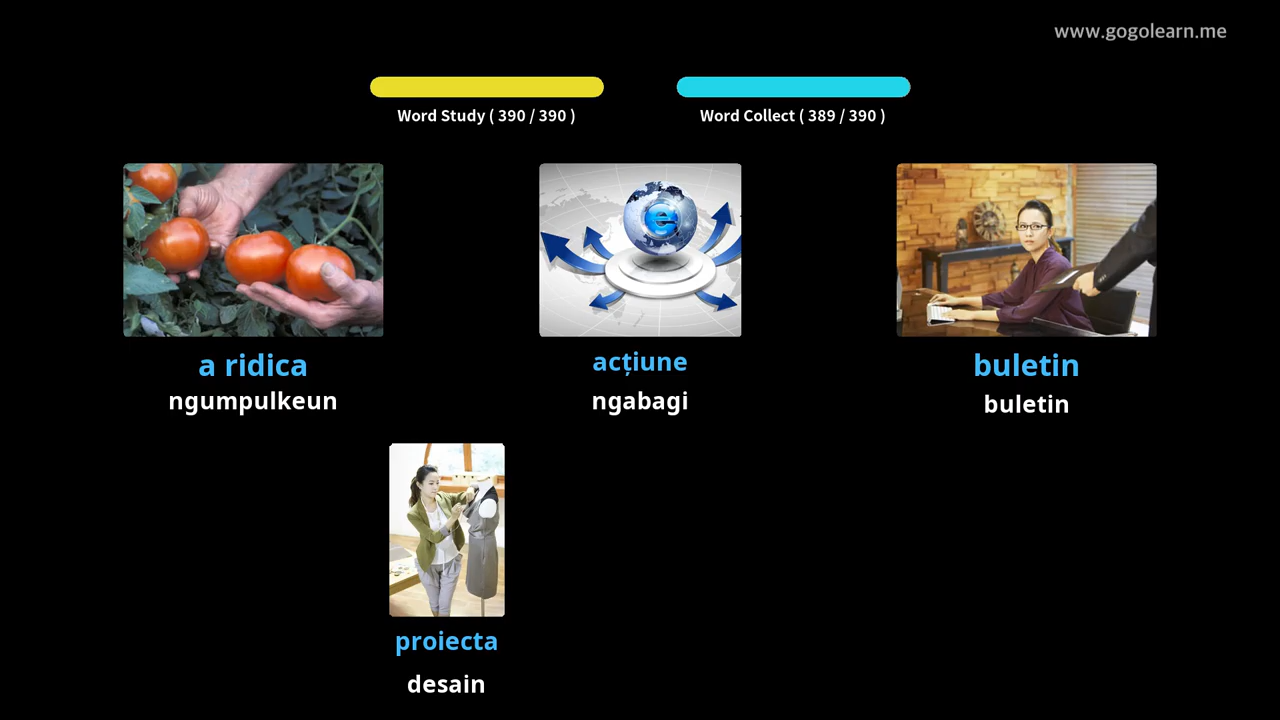 www.gogolearn.me
Word Study ( 390 / 390 )
Word Collect ( 389 / 390 )
a ridica
ngumpulkeun
e
acțiune
ngabagi
buletin
buletin
proiecta
desain